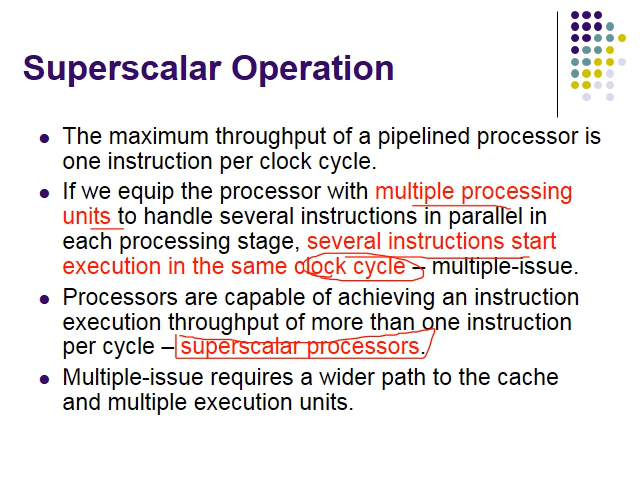 Superscalar Operation
The maximum throughput of a pipelined processor is
one instruction per clock cycle.
If we equip the processor with multiple processing
units to handle several instructions in parallel in
each processing stage, several instructions start
execution in the same clock cycle – multiple-issue.
Processors are capable of achieving an instruction
execution throughput of more than one instruction
per cycle – superscalar processors.
Multiple-issue requires a wider path to the cache
and multiple execution units.